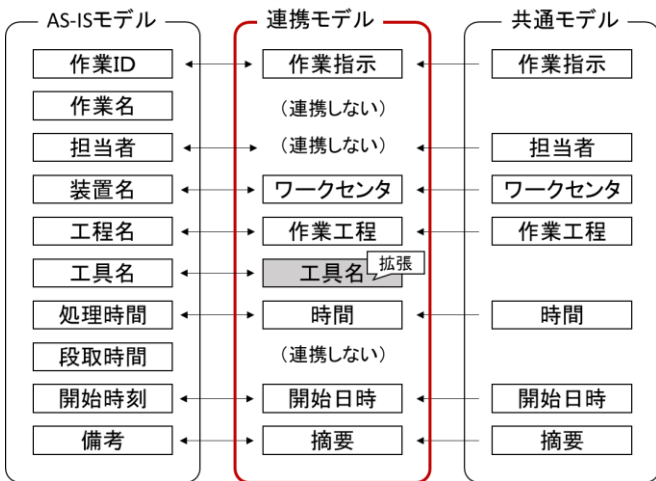 AS-ISモデル 連携モデル 共通モデル
作業ID 作業指示 作業指示
作業名 (連携しない)
担当者 (連携しない) 担当者
装置名 ワークセンタ ワークセンタ
工程名 作業工程 作業工程
工具名 工具名 拡張
処理時間 時間 時間
段取時間 (連携しない)
開始時刻 開始日時 開始日時
備考 摘要 摘要